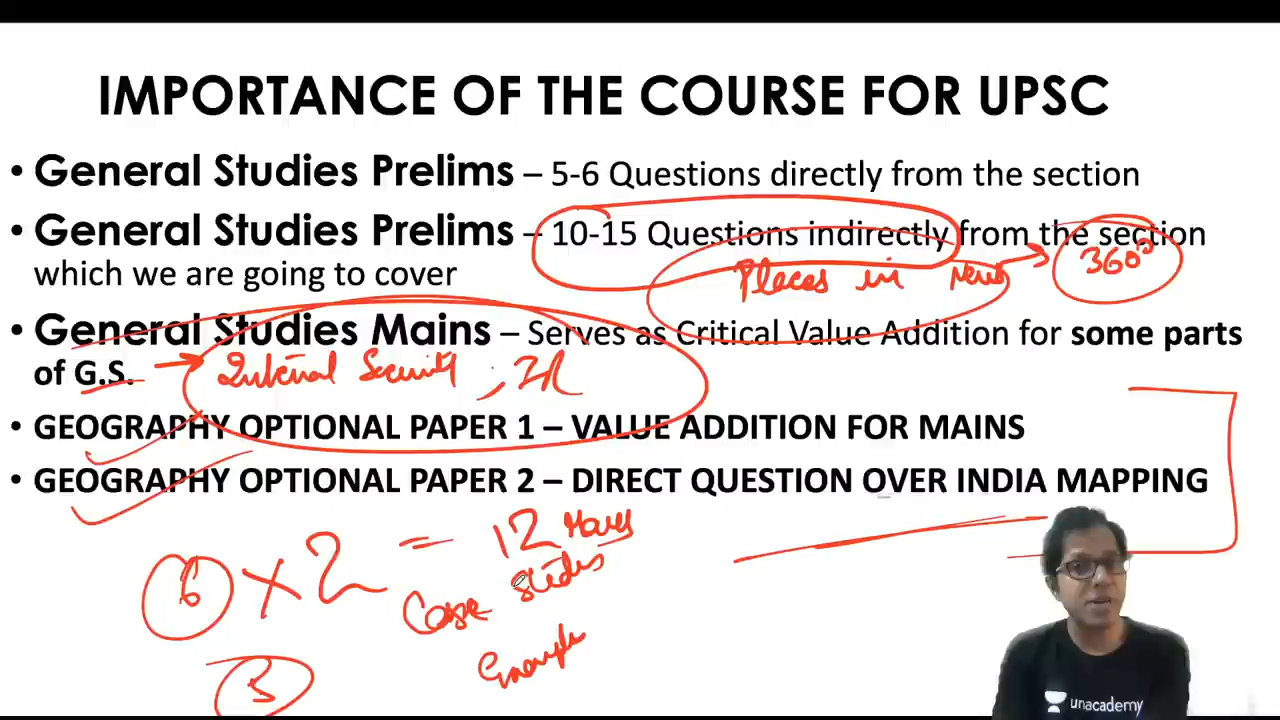 IMPORTANCE OF THE COURSE FOR UPSC
• General Studies Prelims – 5-6 Questions directly from the section
• General Studies Prelims – 10-15 Questions indirectly from the section
which we are going to cover
Places in News
360°
• General Studies Mains – Serves as Critical Value Addition for some parts
of G.S.
Internal Security ; IR
• GEOGRAPHY OPTIONAL PAPER 1 – VALUE ADDITION FOR MAINS
• GEOGRAPHY OPTIONAL PAPER 2 – DIRECT QUESTION OVER INDIA MAPPING
6 × 2 = 12 Marks
Case Studies
Example
unacademy